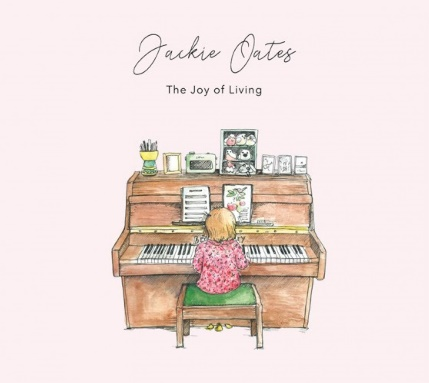 Jackie Oates
The Joy of Living